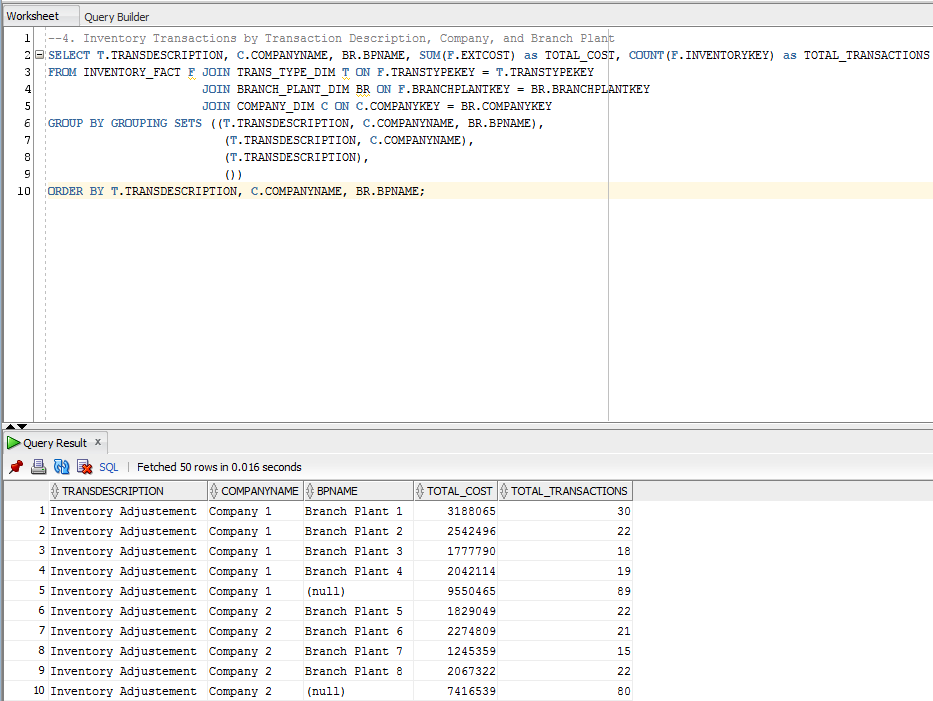 Worksheet Query Builder
1 --4. Inventory Transactions by Transaction Description, Company, and Branch Plant
2 SELECT T.TRANSDESCRIPTION, C.COMPANYNAME, BR.BPNAME, SUM(F.EXTCOST) as TOTAL_COST, COUNT(F.INVENTORYKEY) as TOTAL_TRANSACTIONS
3 FROM INVENTORY_FACT F JOIN TRANS_TYPE_DIM T ON F.TRANSTYPEKEY = T.TRANSTYPEKEY
4 JOIN BRANCH_PLANT_DIM BR ON F.BRANCHPLANTKEY = BR.BRANCHPLANTKEY
5 JOIN COMPANY_DIM C ON C.COMPANYKEY = BR.COMPANYKEY
6 GROUP BY GROUPING SETS ((T.TRANSDESCRIPTION, C.COMPANYNAME, BR.BPNAME),
7 (T.TRANSDESCRIPTION, C.COMPANYNAME),
8 (T.TRANSDESCRIPTION),
9 ())
10 ORDER BY T.TRANSDESCRIPTION, C.COMPANYNAME, BR.BPNAME;
Query Result x
SQL | Fetched 50 rows in 0.016 seconds
TRANSDESCRIPTION COMPANYNAME BPNAME TOTAL_COST TOTAL_TRANSACTIONS
1 Inventory Adjustement Company 1 Branch Plant 1 3188065 30
2 Inventory Adjustement Company 1 Branch Plant 2 2542496 22
3 Inventory Adjustement Company 1 Branch Plant 3 1777790 18
4 Inventory Adjustement Company 1 Branch Plant 4 2042114 19
5 Inventory Adjustement Company 1 (null) 9550465 89
6 Inventory Adjustement Company 2 Branch Plant 5 1829049 22
7 Inventory Adjustement Company 2 Branch Plant 6 2274809 21
8 Inventory Adjustement Company 2 Branch Plant 7 1245359 15
9 Inventory Adjustement Company 2 Branch Plant 8 2067322 22
10 Inventory Adjustement Company 2 (null) 7416539 80